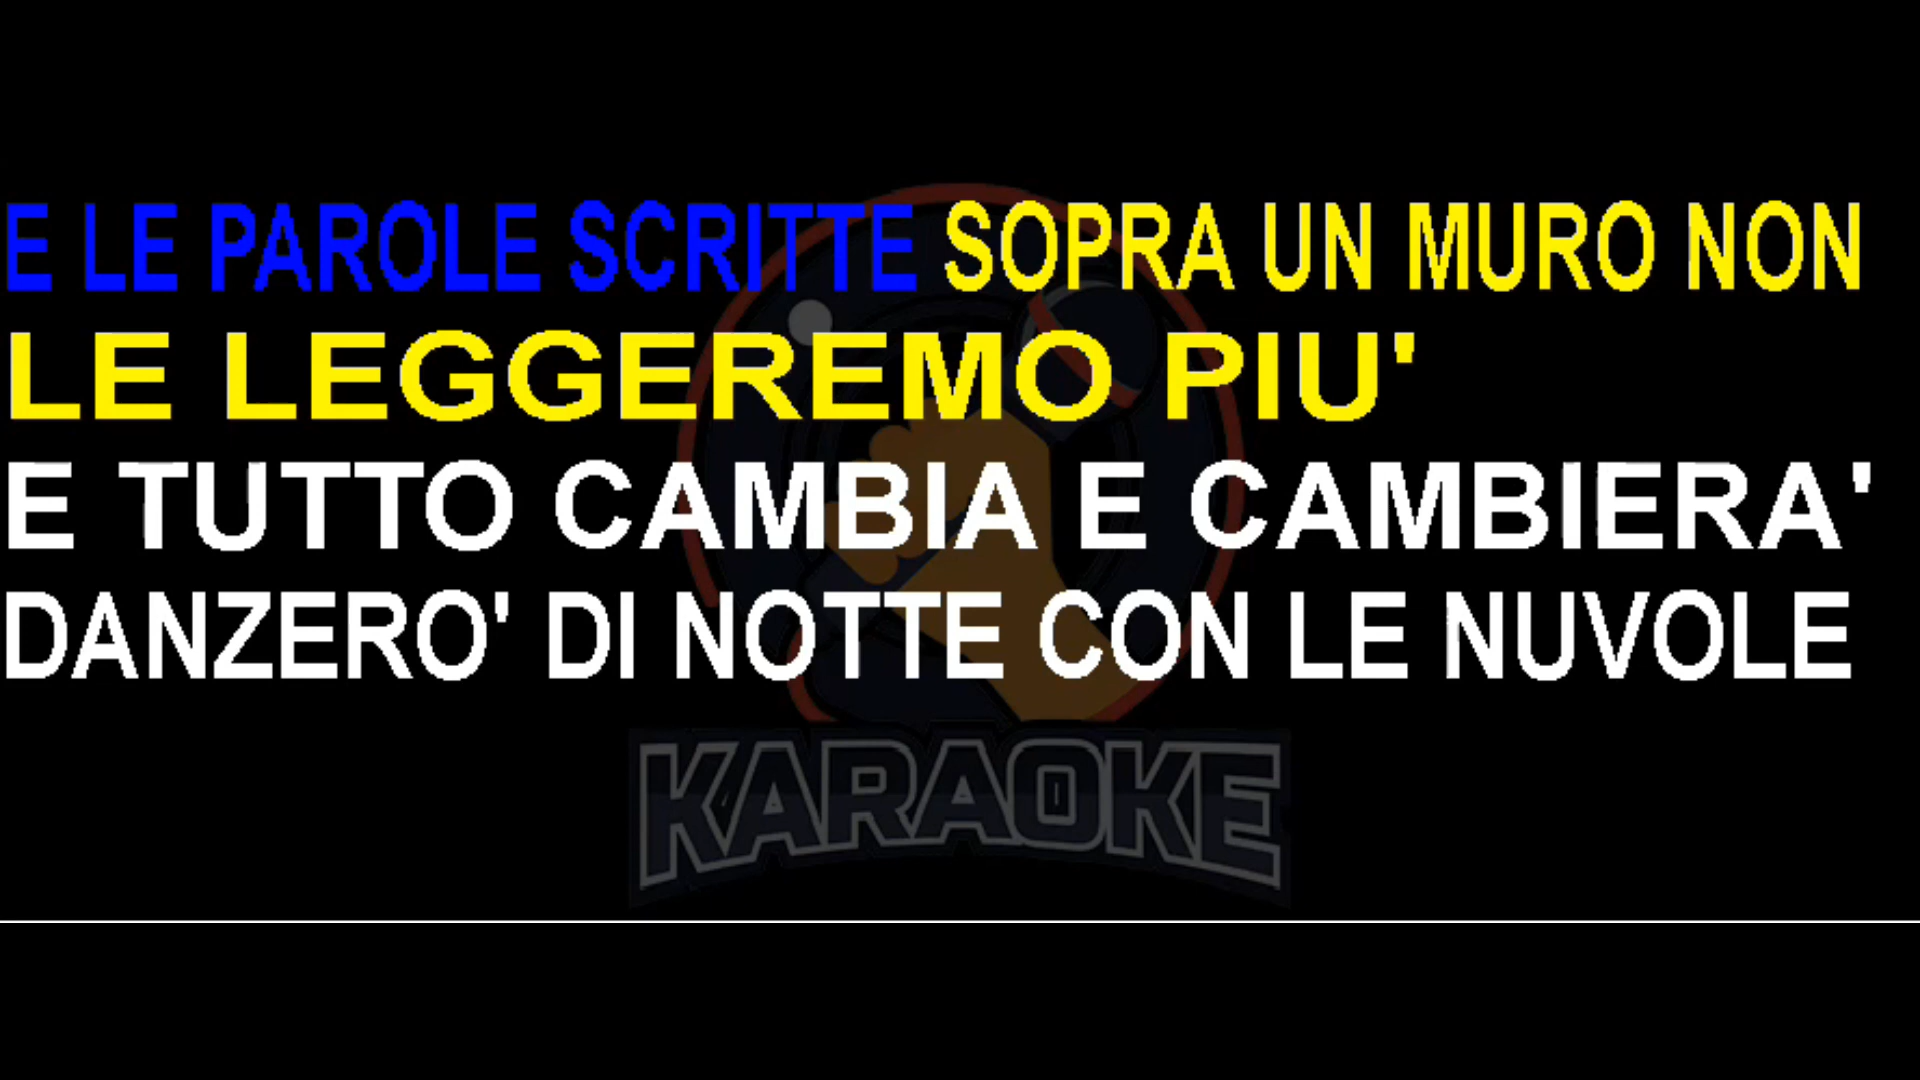 E LE PAROLE SCRITTE SOPRA UN MURO NON
LE LEGGEREMO PIU'
E TUTTO CAMBIA E CAMBIERA'
DANZERO' DI NOTTE CON LE NUVOLE
KARAOKE